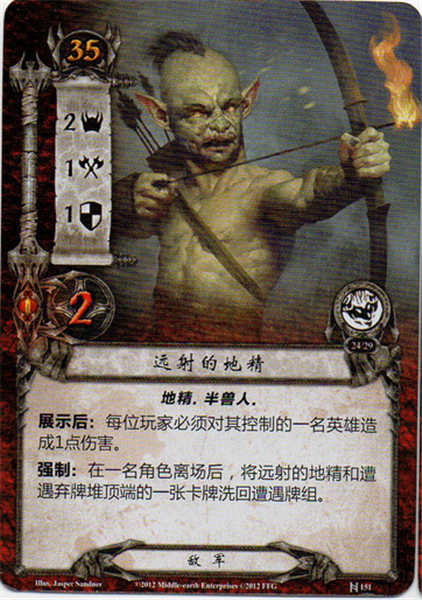 35
2
1
1
2
远射的地精
24/29
地精. 半兽人.
展示后：每位玩家必须对其控制的一名英雄造
成1点伤害。
强制：在一名角色离场后，将远射的地精和遭
遇弃牌堆顶端的一张卡牌洗回遭遇牌组。
敌军
Illus. Jasper Sandner
©2012 Middle-earth Enterprises ©2012 FFG
151